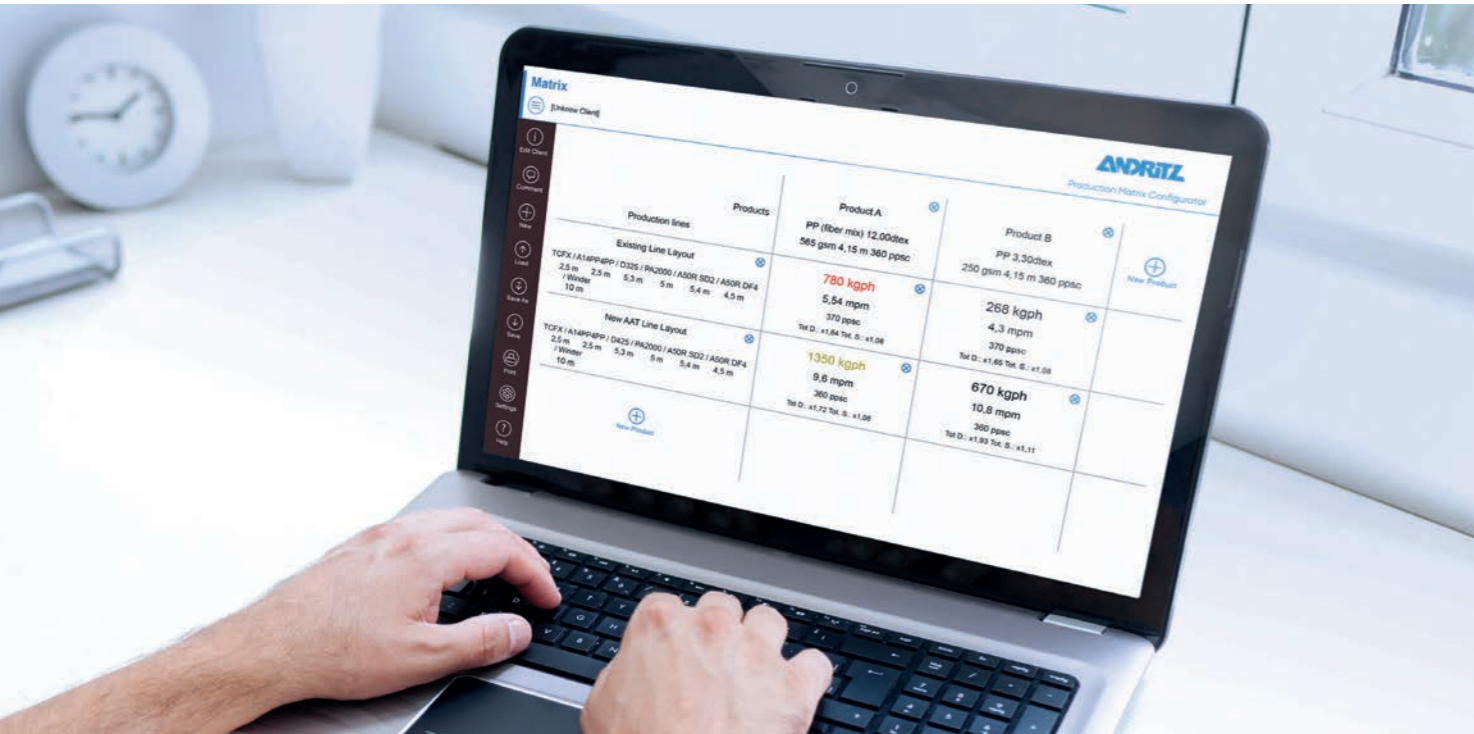 Matrix
[Unknow Client]
ANDRITZ
Production Matrix Configurator
Edit Client
Comment
New
Load
Save As
Save
Print
Settings
Help
Products
Production lines
Product A
PP (fiber mix) 12.00dtex
565 gsm 4,15 m 360 ppsc
Product B
PP 3,30dtex
250 gsm 4,15 m 360 ppsc
New Product
Existing Line Layout
TCFX / A14PP4PP / D325 / PA2000 / A50R SD2 / A50R DF4
2,5 m 2,5 m 5,3 m 5 m 5,4 m 4,5 m
/ Winder
10 m
780 kgph
5,54 mpm
370 ppsc
Tot D.: x1,64 Tot. S.: x1,08
268 kgph
4,3 mpm
370 ppsc
Tot D.: x1,65 Tot. S.: x1,08
New AAT Line Layout
TCFX / A14PP4PP / D425 / PA2000 / A50R SD2 / A50R DF4
2,5 m 2,5 m 5,3 m 5 m 5,4 m 4,5 m
/ Winder
10 m
1350 kgph
9,6 mpm
360 ppsc
Tot D.: x1,72 Tot. S.: x1,08
670 kgph
10,8 mpm
360 ppsc
Tot D.: x1,93 Tot. S.: x1,11
New Product